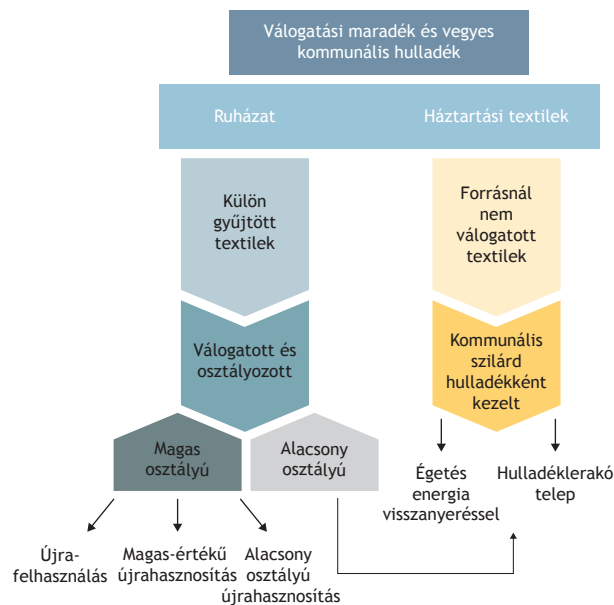 Válogatási maradék és vegyes
kommunális hulladék
Ruházat
Háztartási textilek
Külön
gyűjtött
textilek
Forrásnál
nem
válogatott
textilek
Válogatott és
osztályozott
Kommunális
szilárd
hulladékként
kezelt
Magas
osztályú
Alacsony
osztályú
Égetés
energia
visszanyeréssel
Hulladéklerakó
telep
Újra-
felhasználás
Magas-értékű
újrahasznosítás
Alacsony
osztályú
újrahasznosítás